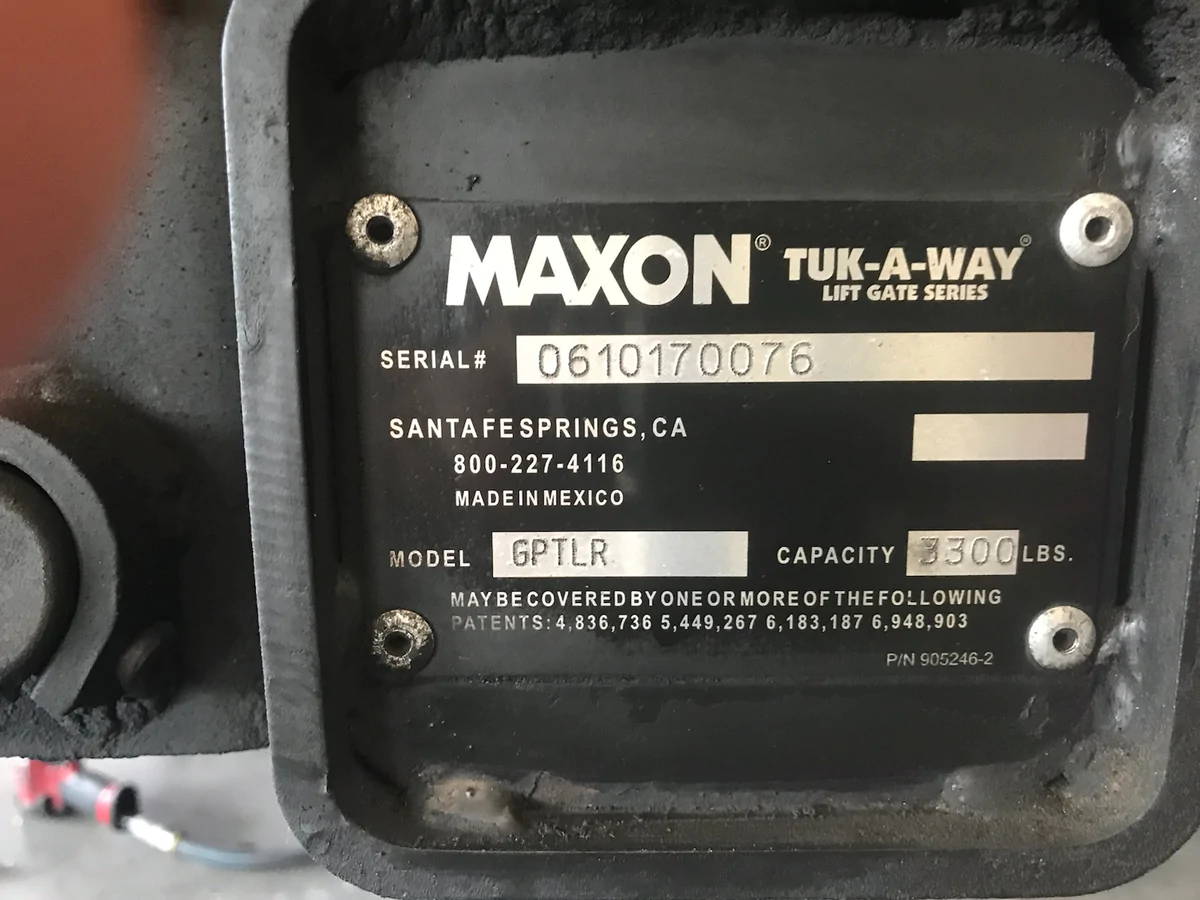 MAXON® TUK-A-WAY®
LIFT GATE SERIES
SERIAL# 0610170076
SANTA FE SPRINGS, CA
800-227-4116
MADE IN MEXICO
MODEL GPTLR CAPACITY 3300 LBS.
MAY BE COVERED BY ONE OR MORE OF THE FOLLOWING
PATENTS: 4,836,736 5,449,267 6,183,187 6,948,903
P/N 905246-2